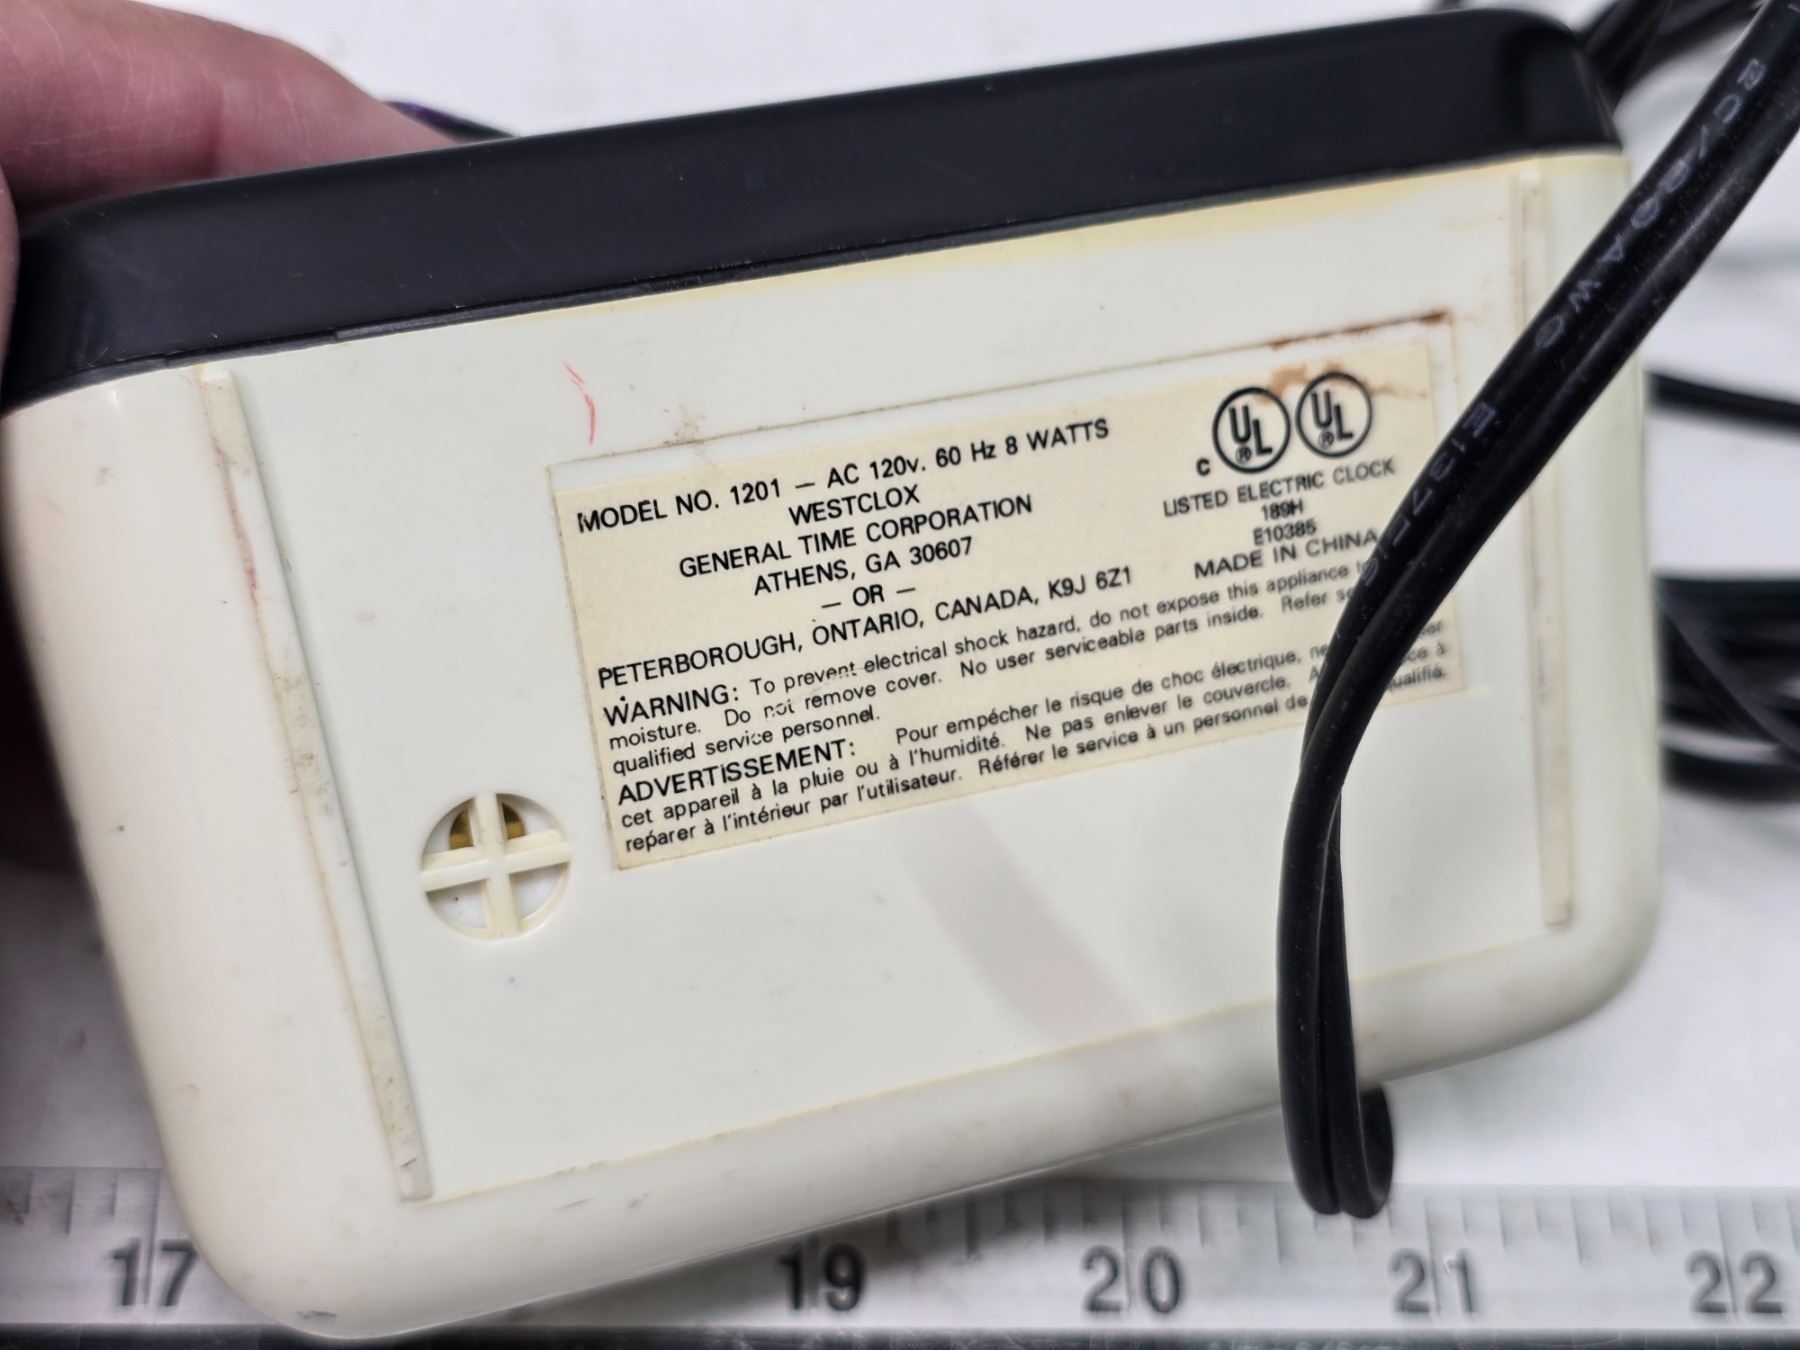 MODEL NO. 1201 — AC 120v. 60 Hz 8 WATTS
WESTCLOX
GENERAL TIME CORPORATION
ATHENS, GA 30607
— OR —
PETERBOROUGH, ONTARIO, CANADA, K9J 6Z1
C UL® UL®
LISTED ELECTRIC CLOCK
189H
E10385
MADE IN CHINA
WARNING: To prevent electrical shock hazard, do not expose this appliance
moisture. Do not remove cover. No user serviceable parts inside. Refer
qualified service personnel.
ADVERTISSEMENT: Pour empécher le risque de choc électrique,
cet appareil à la pluie ou à l'humidité. Ne pas enlever le couvercle.
reparer à l'intérieur par l'utilisateur. Référer le service à un personnel de qualifié.
AWG
17
19
20
21
22